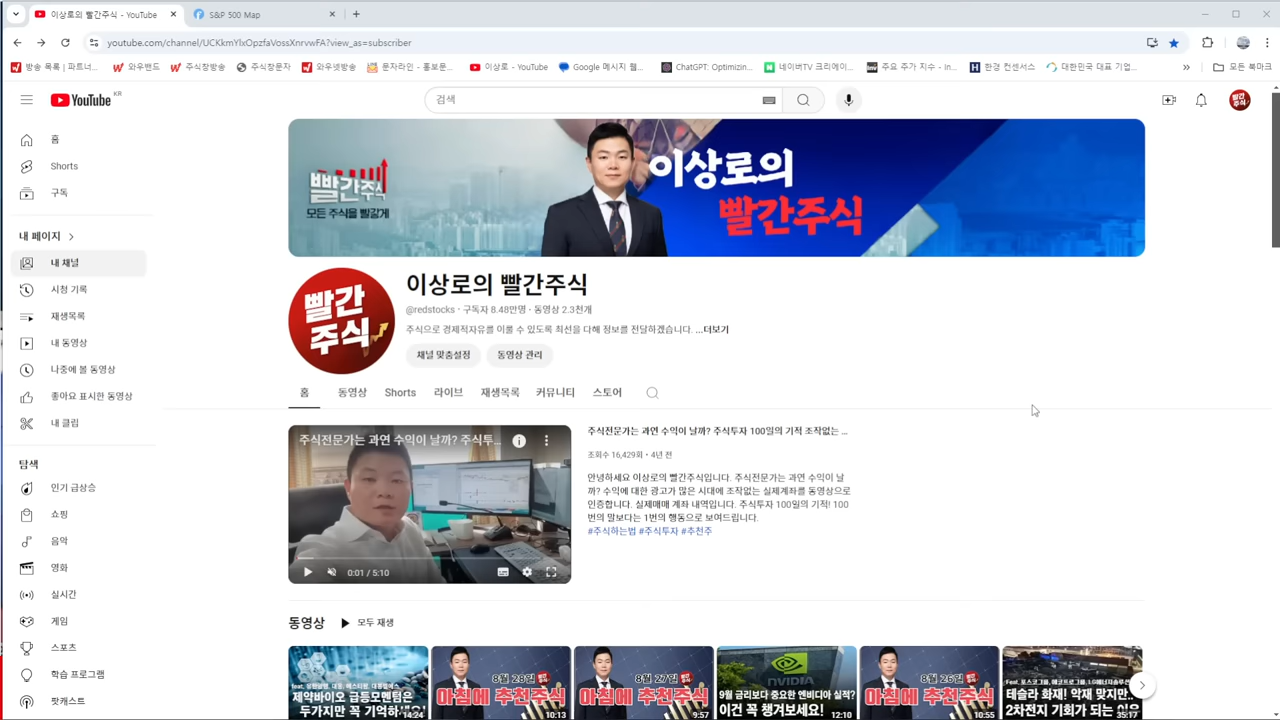 이상로의 빨간주식 - YouTube
S&P 500 Map
youtube.com/channel/UCKkmYlxOpzfaVossXnrvwFA?view_as=subscriber
방송 목록 | 파트너...
와우밴드
주식창방송
주식창문자
와우넷방송
문자라인 - 홍보문...
이상로 - YouTube
Google 메시지 웹...
ChatGPT: Optimizin...
네이버TV 크리에이...
주요 주가 지수 - In...
한경 컨센서스
대한민국 대표 기업...
모든 북마크
YouTube KR
검색
홈
Shorts
구독
내 페이지
내 채널
시청 기록
재생목록
내 동영상
나중에 볼 동영상
좋아요 표시한 동영상
내 클립
탐색
인기 급상승
쇼핑
음악
영화
실시간
게임
스포츠
학습 프로그램
팟캐스트
빨간주식
모든 주식을 빨갛게
이상로의
빨간주식
빨간
주식
이상로의 빨간주식
@redstocks · 구독자 8.48만명 · 동영상 2.3천개
주식으로 경제적자유를 이룰 수 있도록 최선을 다해 정보를 전달하겠습니다. ...더보기
채널 맞춤설정
동영상 관리
홈 동영상 Shorts 라이브 재생목록 커뮤니티 스토어
주식전문가는 과연 수익이 날까? 주식투...
0:01 / 5:10
주식전문가는 과연 수익이 날까? 주식투자 100일의 기적 조작없는 ...
조회수 16,429회 • 4년 전
안녕하세요 이상로의 빨간주식입니다. 주식전문가는 과연 수익이 날
까? 수익에 대한 광고가 많은 시대에 조작없는 실제계좌를 동영상으로
인증합니다. 실제매매 계좌 내역입니다. 주식투자 100일의 기적! 100
번의 말보다는 1번의 행동으로 보여드립니다.
#주식하는법 #주식투자 #추천주
동영상
모두 재생
제약바이오 급등모멘텀은
두가지만 꼭 기억하
14:24
8월 28일
아침에 추천주식
10:13
8월 27일
아침에 추천주식
9:57
NVIDIA
9월 금리보다 중요한 엔비디아 실적?
이건 꼭 챙겨보세요!
12:10
8월 26일
아침에 추천주식
10:55
테슬라 화재! 악재 맞지만..
2차전지 기회가 되는 이유
35:17